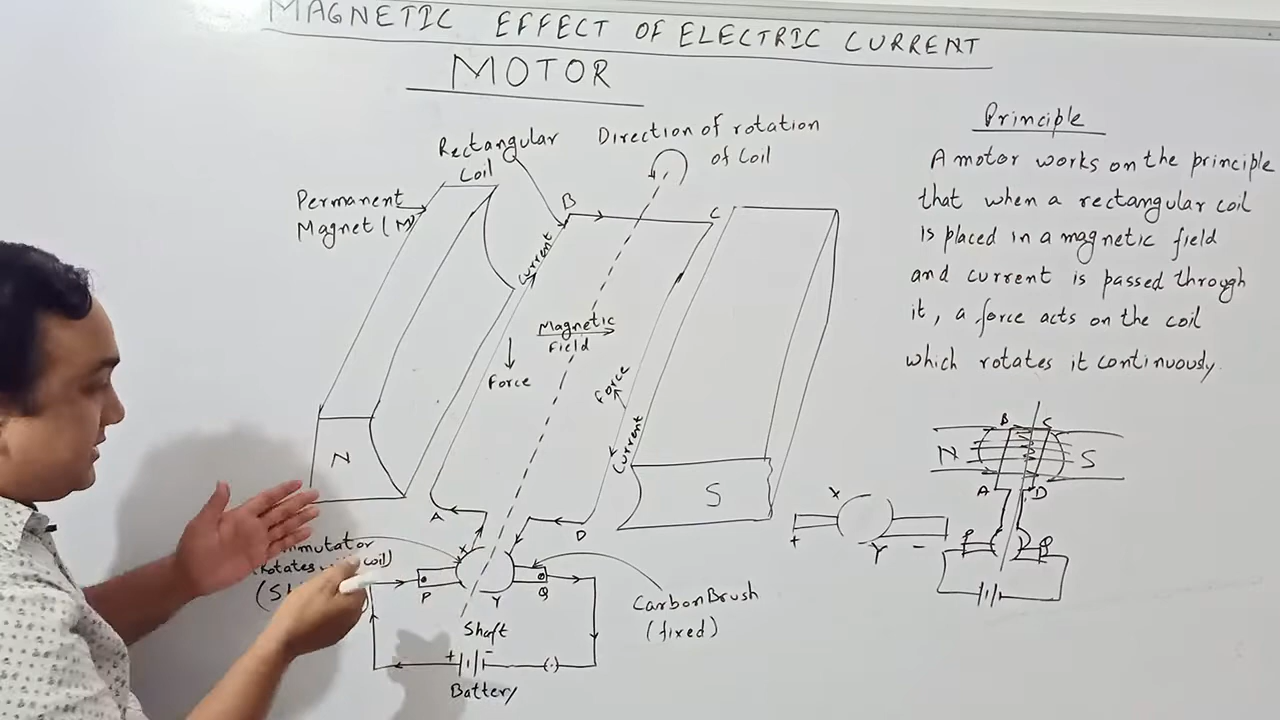 MAGNETIC EFFECT OF ELECTRIC CURRENT
MOTOR
Rectangular
Coil
Direction of rotation
of Coil
Permanent
Magnet (M)
B
C
Current
Magnetic
Field
Force
Force
Current
N
S
A
D
(Rotates coil)
X
P
Y
Q
Carbon Brush
(fixed)
Shaft
+ -
Battery
Principle
A motor works on the principle
that when a rectangular coil
is placed in a magnetic field
and current is passed through
it, a force acts on the coil
which rotates it continuously.
B C
N S
A D
X
+ Y -
P Q